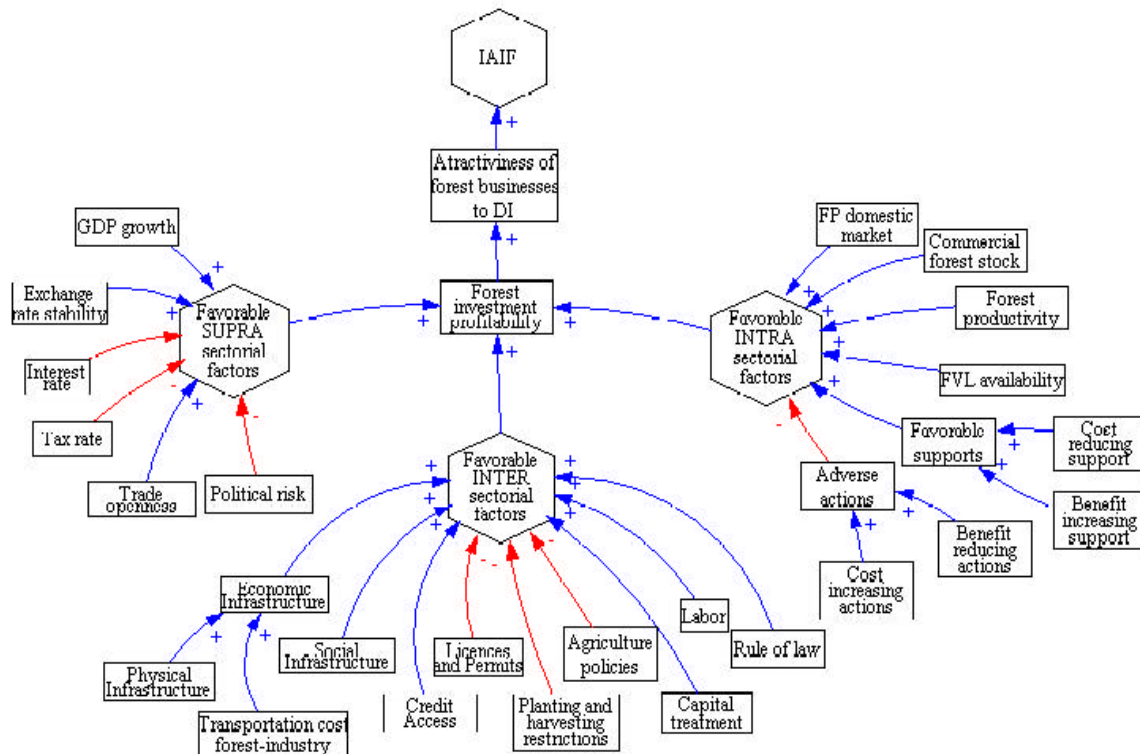 IAIF
+
Atractiviness of
forest businesses
to DI
+
GDP growth
+
Exchange
rate stability
+
Interest
rate
-
Tax rate
-
Trade
openness
+
Political risk
-
Favorable
SUPRA
sectorial
factors
+
Forest
investment
profitability
+
+
FP domestic
market
+
Commercial
forest stock
+
Forest
productivity
+
FVL availability
+
Favorable
INTRA
sectorial
factors
+
Favorable
supports
+
Cost
reducing
support
+
Benefit
increasing
support
-
Adverse
actions
+
Benefit
reducing
actions
+
Cost
increasing
actions
Favorable
INTER
sectorial
factors
+
+
+
-
-
-
+
+
+
Economic
Infrastructure
+
+
Physical
Infrastructure
Transportation cost
forest-industry
Social
Infrastructure
Credit
Access
Licences
and Permits
Planting and
harvesting
restrictions
Agriculture
policies
Capital
treatment
Labor
Rule of law